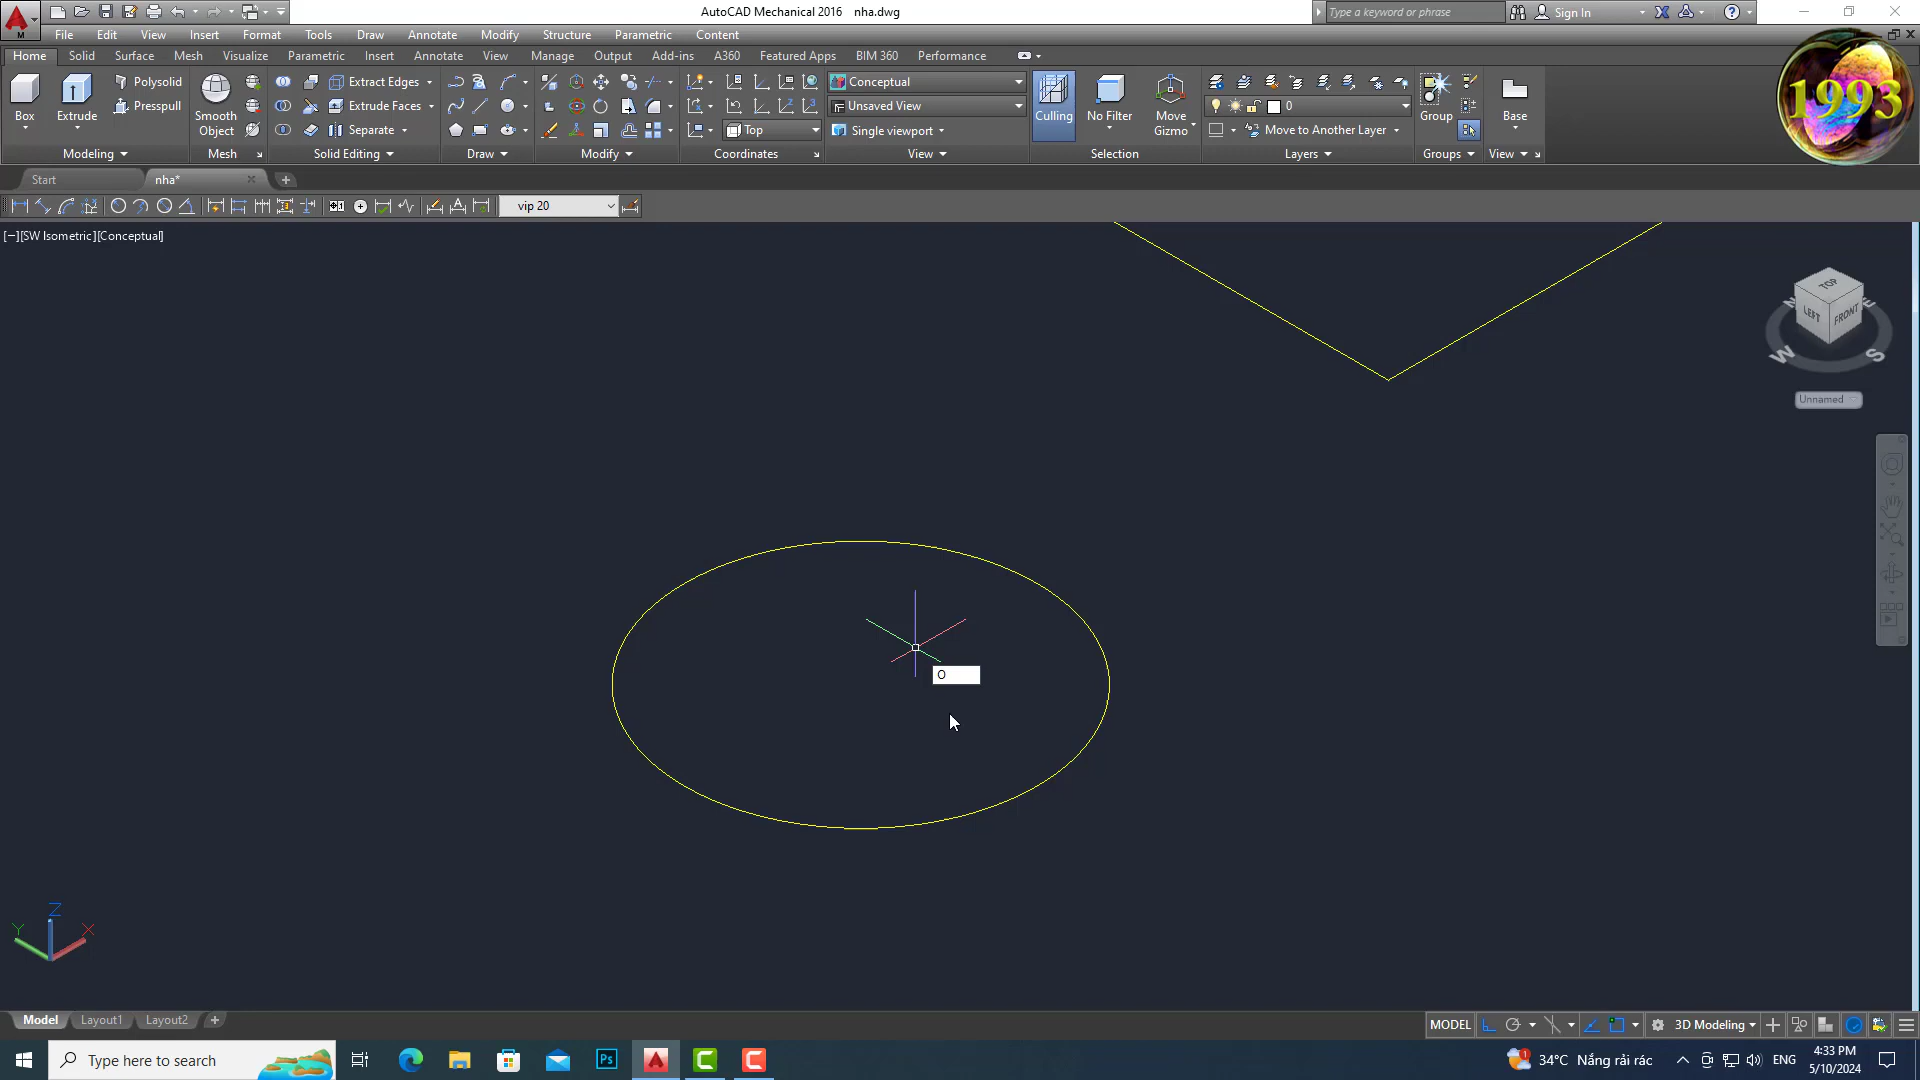 AutoCAD Mechanical 2016 nha.dwg
Type a keyword or phrase
Sign In
M
File Edit View Insert Format Tools Draw Annotate Modify Structure Parametric Content
Home Solid Surface Mesh Visualize Parametric Insert Annotate View Manage Output Add-ins A360 Featured Apps BIM 360 Performance
Box
Extrude
Polysolid
Presspull
Modeling
Smooth
Object
Mesh
Extract Edges
Extrude Faces
Separate
Solid Editing
Draw
Modify
Top
Coordinates
Conceptual
Unsaved View
Single viewport
View
Culling
No Filter
Move
Gizmo
Selection
0
Move to Another Layer
Layers
Group
Groups
Base
View
1993
Start nha*
vip 20
[−][SW Isometric][Conceptual]
TOP
LEFT
FRONT
N
E
W
S
Unnamed
O
Z
Y
X
Model Layout1 Layout2
MODEL
3D Modeling
Type here to search
Ps
34°C Nắng rải rác
ENG
4:33 PM
5/10/2024